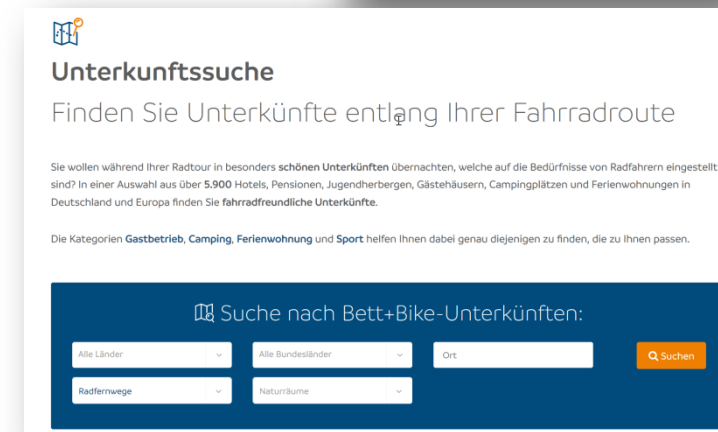 Unterkunftssuche
Finden Sie Unterkünfte entlang Ihrer Fahrradroute
Sie wollen während Ihrer Radtour in besonders schönen Unterkünften übernachten, welche auf die Bedürfnisse von Radfahrern eingestellt
sind? In einer Auswahl aus über 5.900 Hotels, Pensionen, Jugendherbergen, Gästehäusern, Campingplätzen und Ferienwohnungen in
Deutschland und Europa finden Sie fahrradfreundliche Unterkünfte.
Die Kategorien Gastbetrieb, Camping, Ferienwohnung und Sport helfen Ihnen dabei genau diejenigen zu finden, die zu Ihnen passen.
Suche nach Bett+Bike-Unterkünften:
Alle Länder Alle Bundesländer Ort Suchen
Radfernwege Naturräume